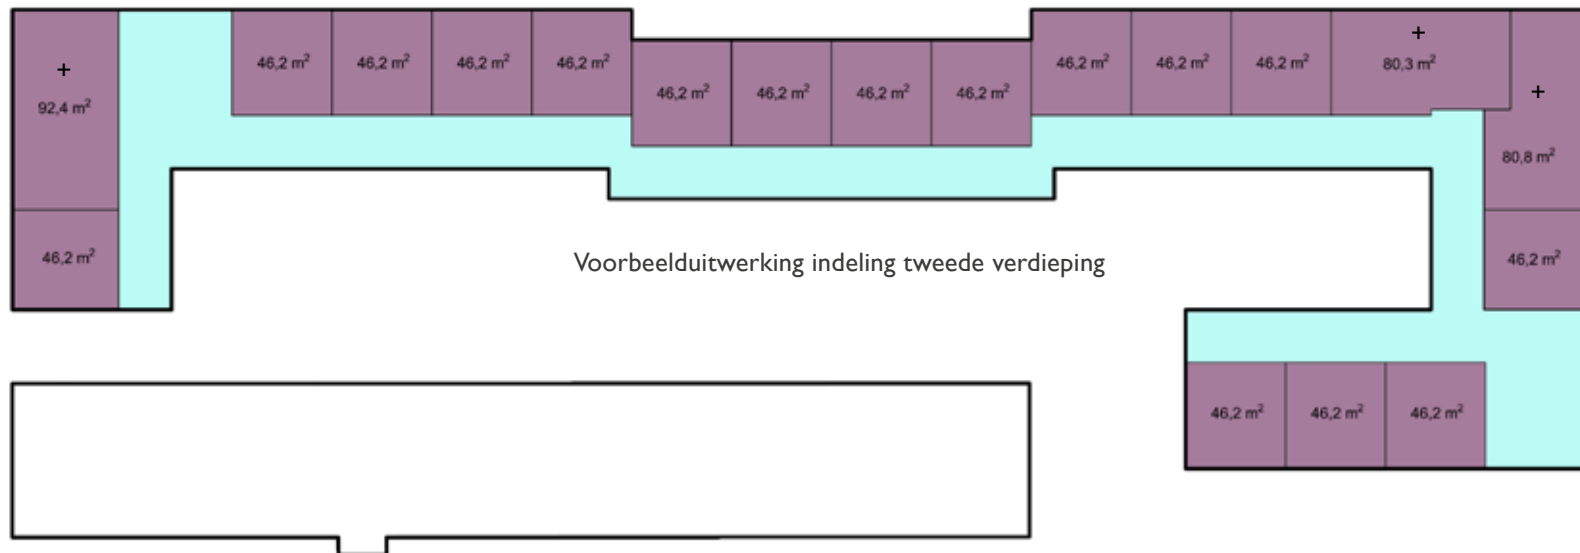 46,2 m² 46,2 m² 46,2 m² 46,2 m² 46,2 m² 46,2 m² 46,2 m² + 80,3 m²
+ 92,4 m² 46,2 m² 46,2 m² 46,2 m² 46,2 m² +
80,8 m²
46,2 m² Voorbeelduitwerking indeling tweede verdieping 46,2 m²
46,2 m² 46,2 m² 46,2 m²